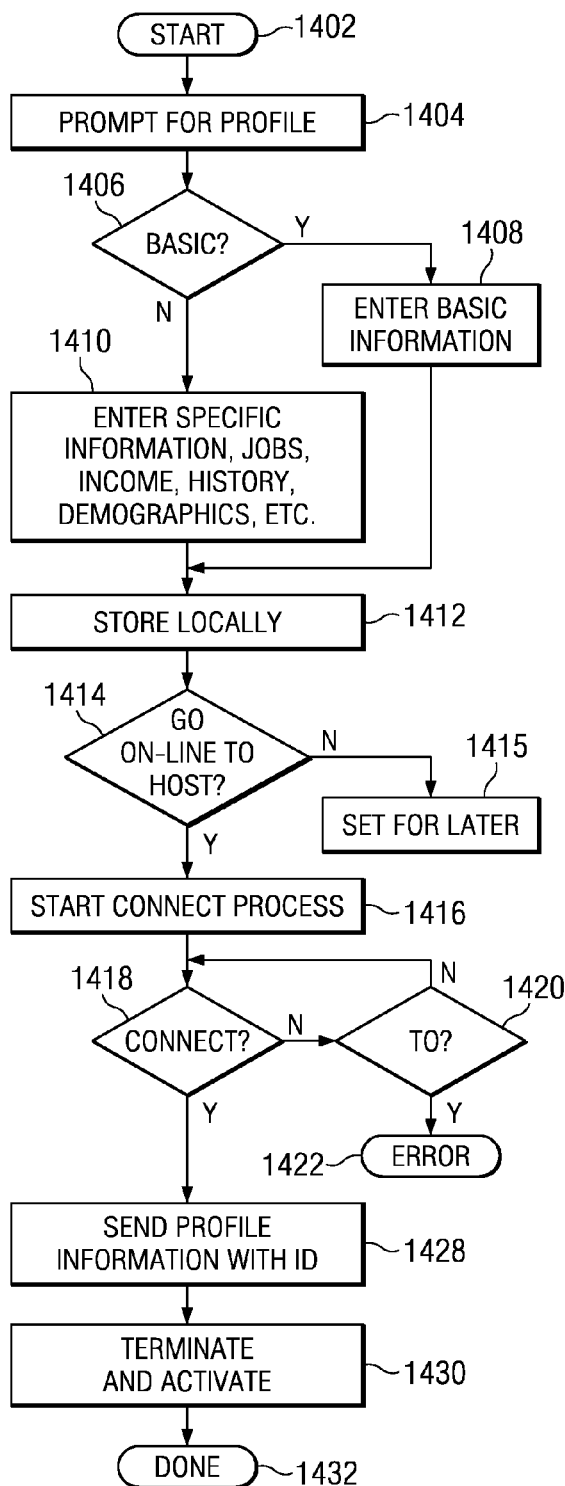 START
1402
PROMPT FOR PROFILE
1404
1406
BASIC?
Y
N
1408
ENTER BASIC
INFORMATION
1410
ENTER SPECIFIC
INFORMATION, JOBS,
INCOME, HISTORY,
DEMOGRAPHICS, ETC.
STORE LOCALLY
1412
1414
GO
ON-LINE TO
HOST?
N
Y
1415
SET FOR LATER
START CONNECT PROCESS
1416
1418
CONNECT?
N
Y
1420
TO?
N
Y
1422
ERROR
SEND PROFILE
INFORMATION WITH ID
1428
TERMINATE
AND ACTIVATE
1430
DONE
1432